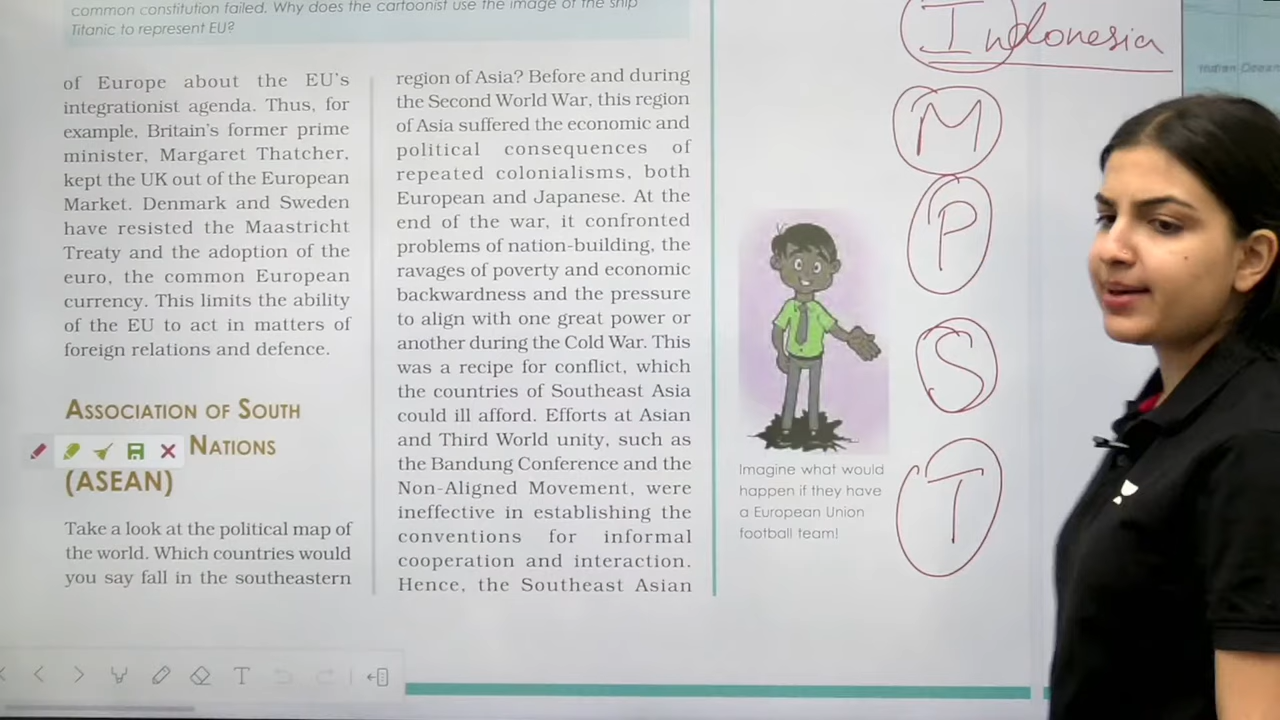 common constitution failed. Why does the cartoonist use the image of the ship
Titanic to represent EU?
of Europe about the EU's
integrationist agenda. Thus, for
example, Britain's former prime
minister, Margaret Thatcher,
kept the UK out of the European
Market. Denmark and Sweden
have resisted the Maastricht
Treaty and the adoption of the
euro, the common European
currency. This limits the ability
of the EU to act in matters of
foreign relations and defence.
ASSOCIATION OF SOUTH
NATIONS
(ASEAN)
Take a look at the political map of
the world. Which countries would
you say fall in the southeastern
region of Asia? Before and during
the Second World War, this region
of Asia suffered the economic and
political consequences of
repeated colonialisms, both
European and Japanese. At the
end of the war, it confronted
problems of nation-building, the
ravages of poverty and economic
backwardness and the pressure
to align with one great power or
another during the Cold War. This
was a recipe for conflict, which
the countries of Southeast Asia
could ill afford. Efforts at Asian
and Third World unity, such as
the Bandung Conference and the
Non-Aligned Movement, were
ineffective in establishing the
conventions for informal
cooperation and interaction.
Hence, the Southeast Asian
Imagine what would
happen if they have
a European Union
football team!
Indonesia
M
P
S
T
Indian Ocean
T